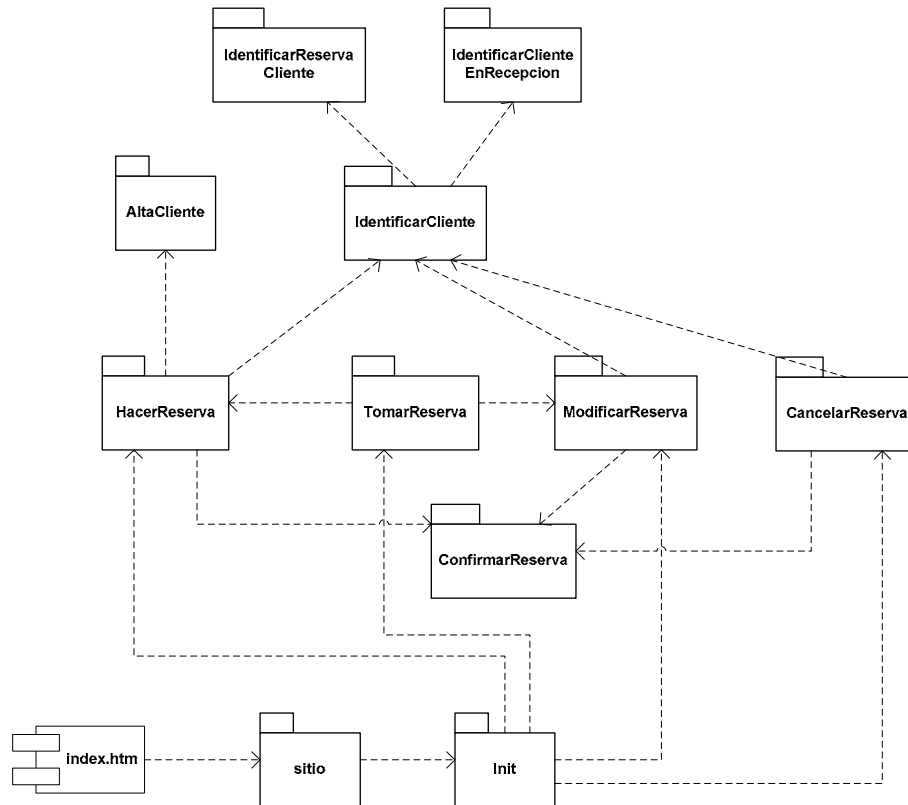 IdentificarReserva
Cliente
IdentificarCliente
EnRecepcion
AltaCliente
IdentificarCliente
HacerReserva
TomarReserva
ModificarReserva
CancelarReserva
ConfirmarReserva
index.htm
sitio
Init